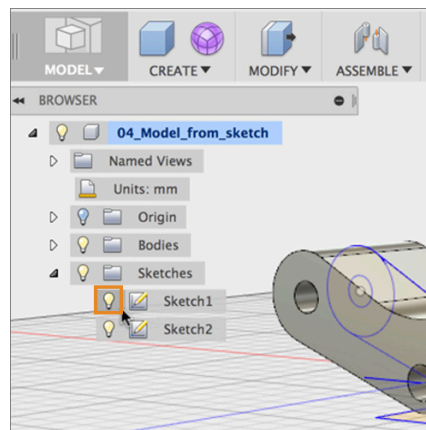 MODEL▼ CREATE▼ MODIFY▼ ASSEMBLE▼
BROWSER
04_Model_from_sketch
Named Views
Units: mm
Origin
Bodies
Sketches
Sketch1
Sketch2